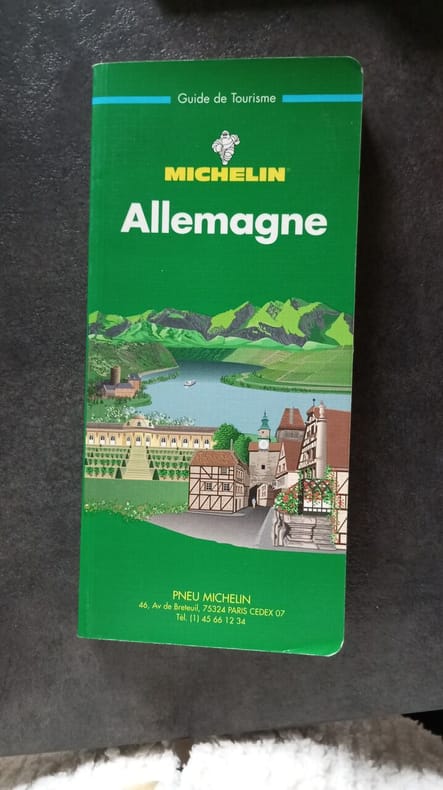 Guide de Tourisme
MICHELIN
Allemagne
PNEU MICHELIN
46, Av de Breteuil, 75324 PARIS CEDEX 07
Tél. (1) 45 66 12 34